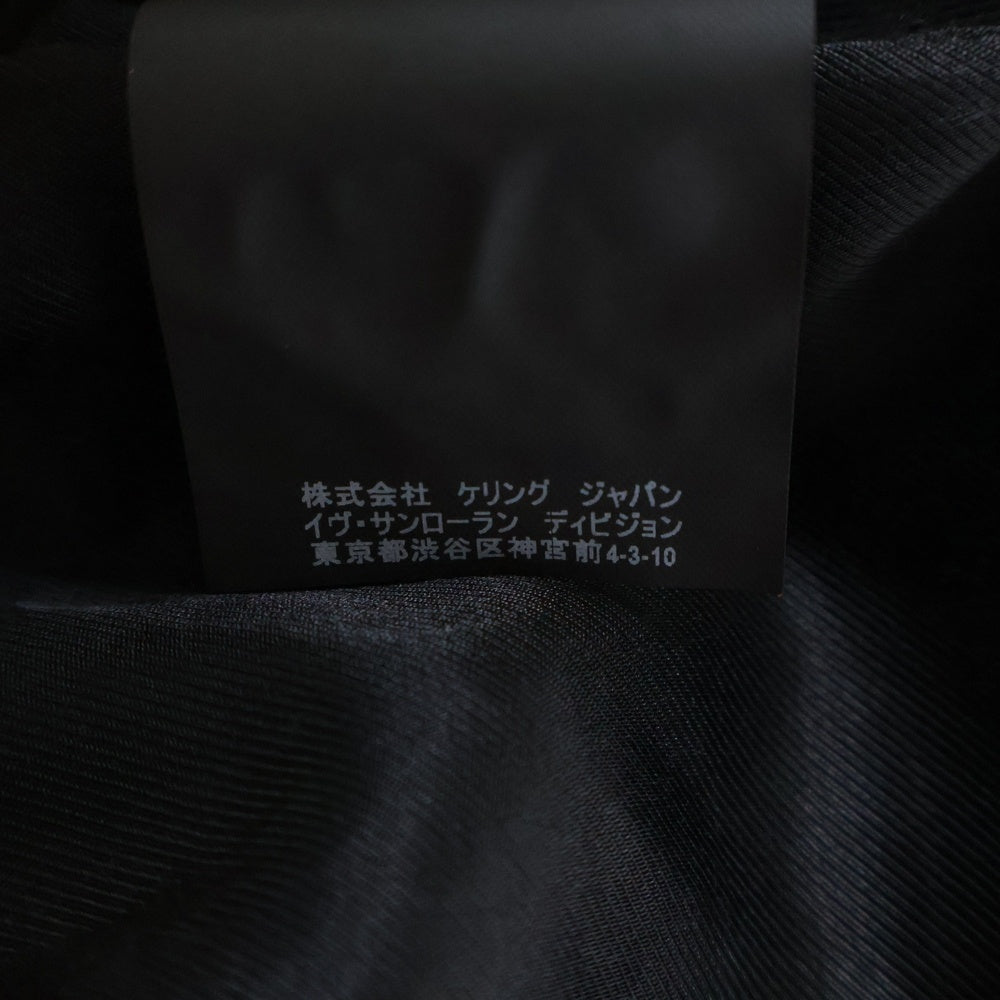 株式会社 ケリング ジャパン
イヴ・サンローラン ディビジョン
東京都渋谷区神宮前4-3-10